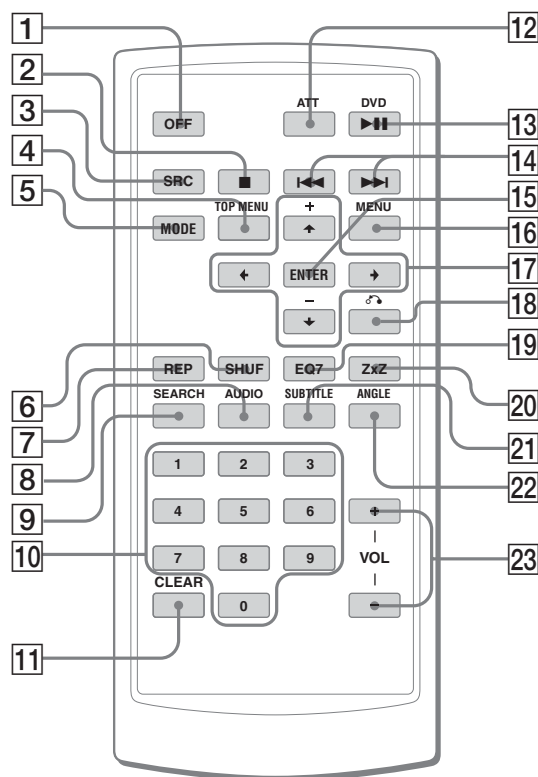 1
12
2
ATT
DVD
3
OFF
13
4
SRC
14
5
TOP MENU
+
MENU
15
MODE
16
ENTER
17
−
18
REP
SHUF
EQ7
ZxZ
19
6
SEARCH
AUDIO
SUBTITLE
ANGLE
20
7
21
8
1
2
3
22
9
4
5
6
+
10
7
8
9
VOL
23
CLEAR
0
−
11